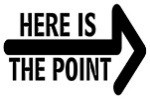 HERE IS
THE POINT